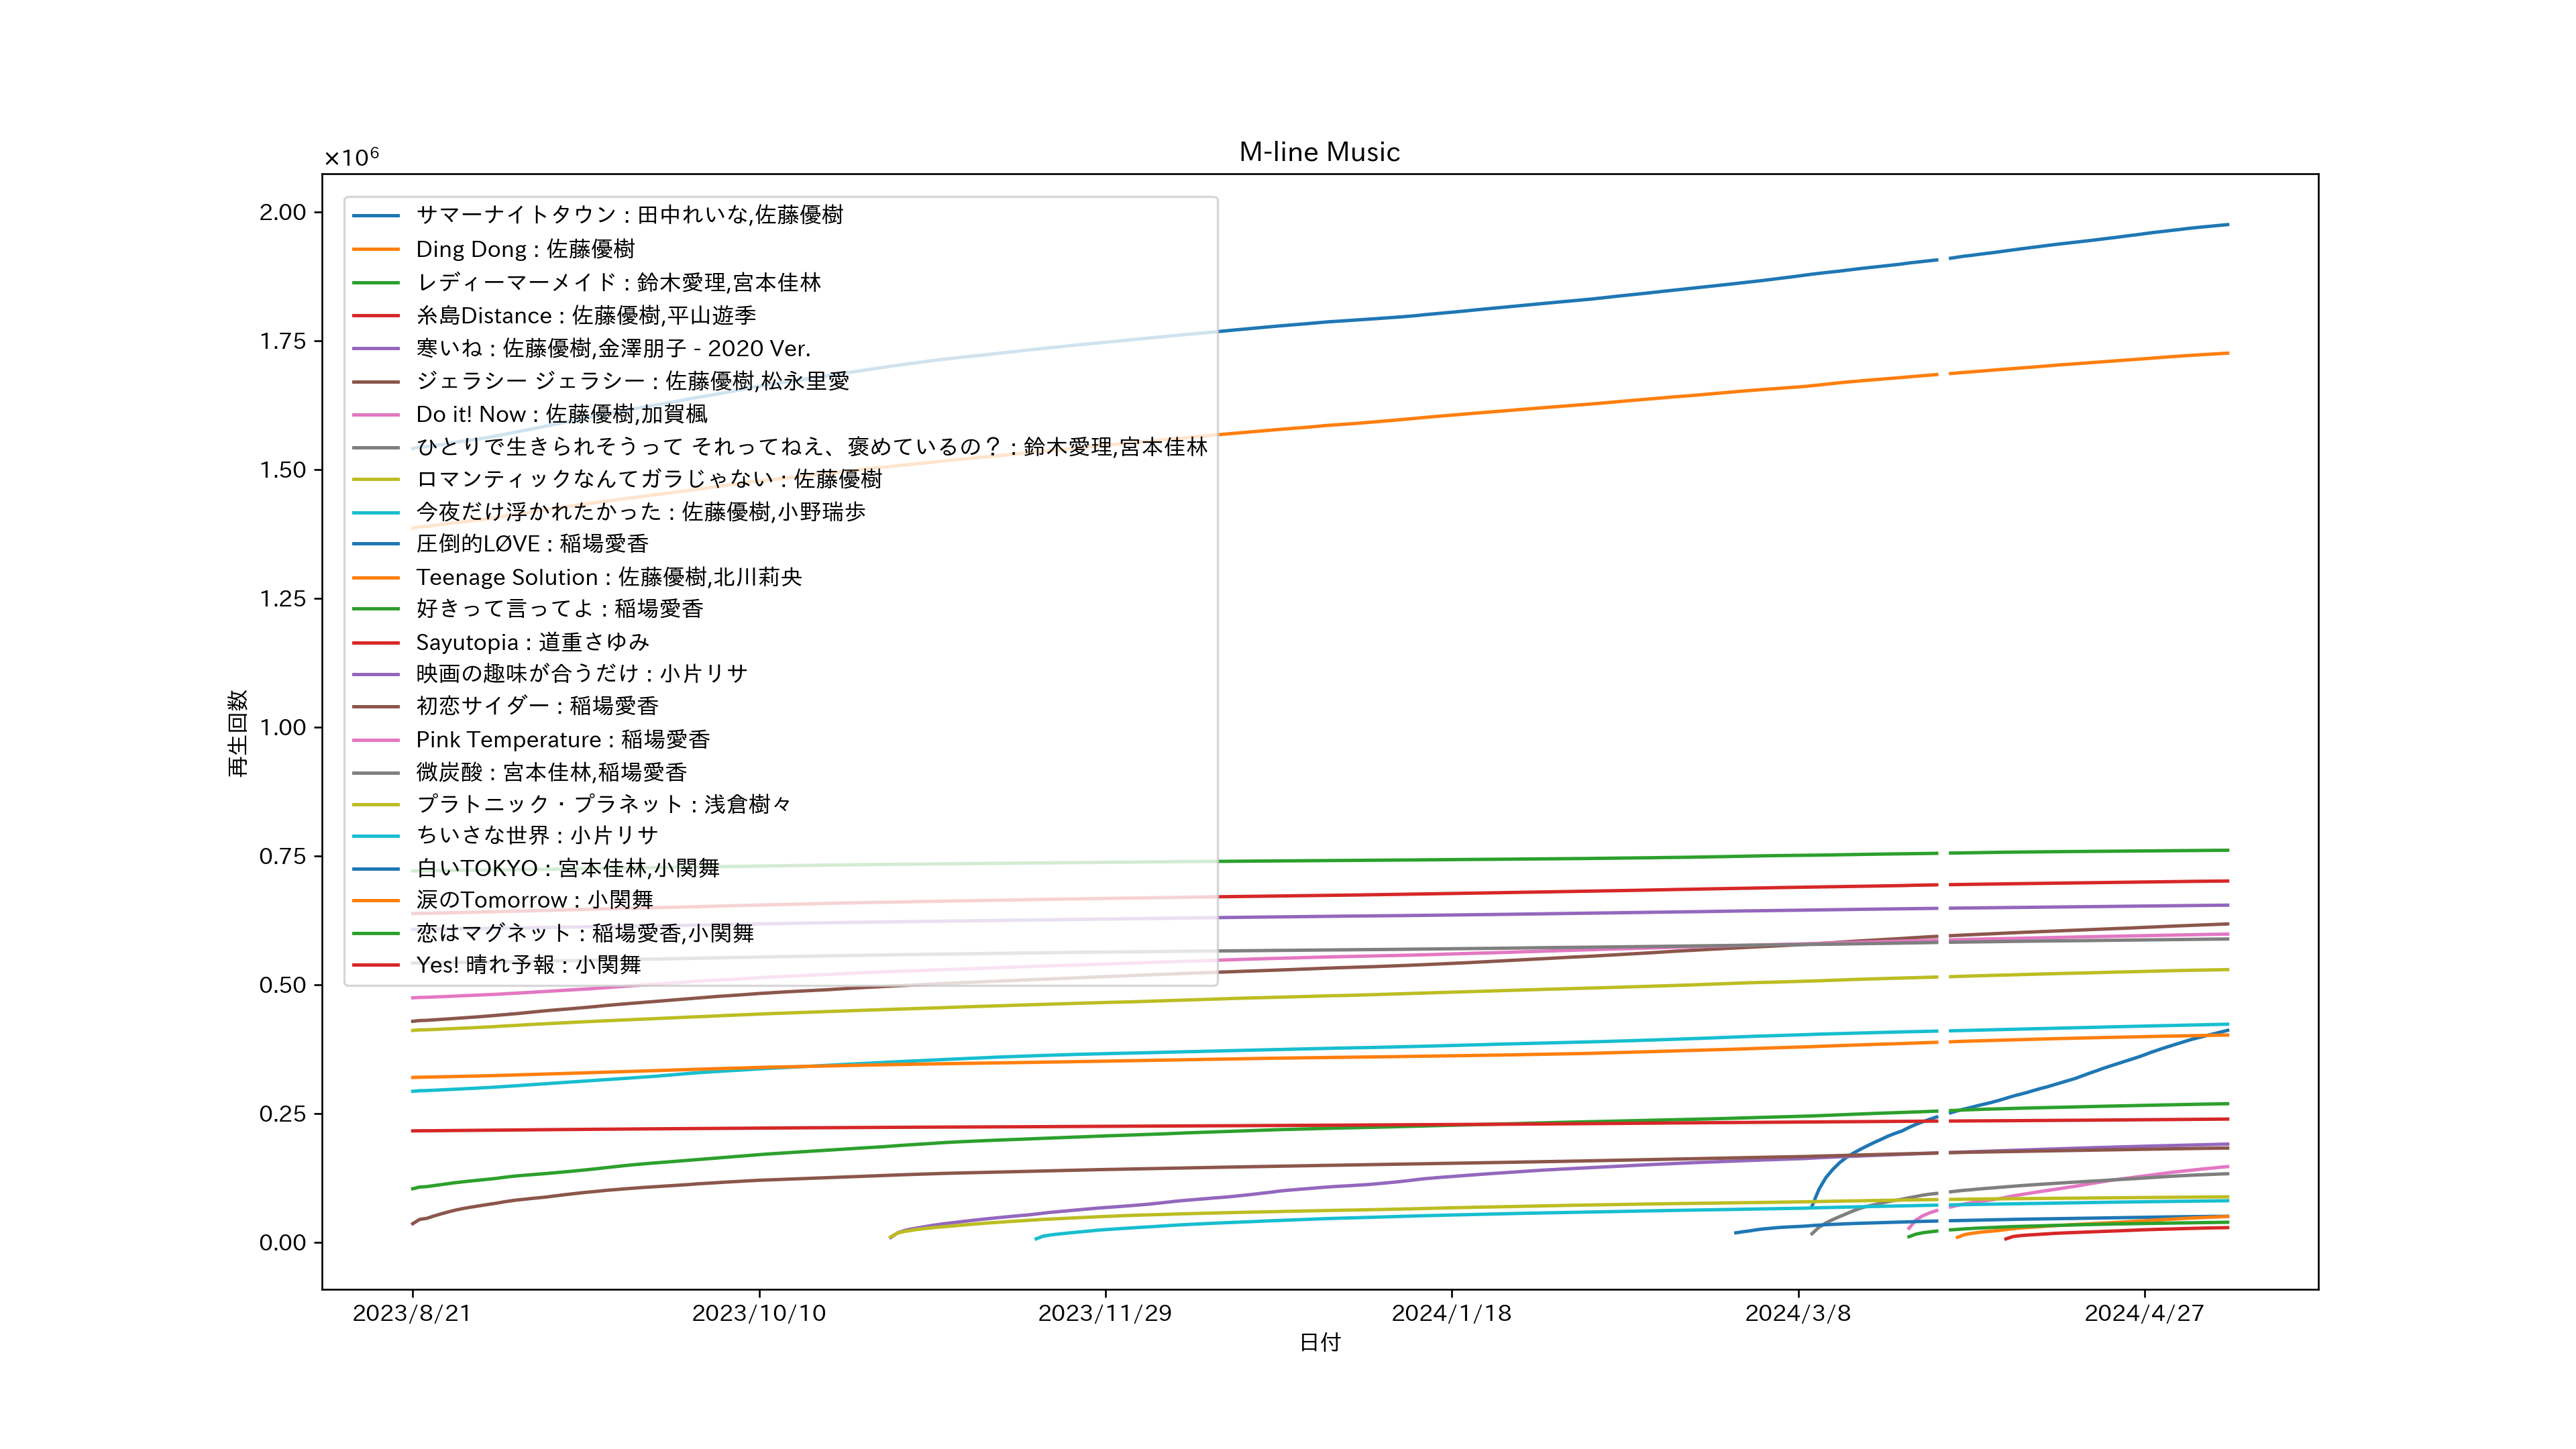 M-line Music
×10⁶
2.00
1.75
1.50
1.25
1.00
0.75
0.50
0.25
0.00
再生回数
サマーナイトタウン : 田中れいな,佐藤優樹
Ding Dong : 佐藤優樹
レディーマーメイド : 鈴木愛理,宮本佳林
糸島Distance : 佐藤優樹,平山遊季
寒いね : 佐藤優樹,金澤朋子 - 2020 Ver.
ジェラシー ジェラシー : 佐藤優樹,松永里愛
Do it! Now : 佐藤優樹,加賀楓
ひとりで生きられそうって それってねえ、褒めているの？ : 鈴木愛理,宮本佳林
ロマンティックなんてガラじゃない : 佐藤優樹
今夜だけ浮かれたかった : 佐藤優樹,小野瑞歩
圧倒的LØVE : 稲場愛香
Teenage Solution : 佐藤優樹,北川莉央
好きって言ってよ : 稲場愛香
Sayutopia : 道重さゆみ
映画の趣味が合うだけ : 小片リサ
初恋サイダー : 稲場愛香
Pink Temperature : 稲場愛香
微炭酸 : 宮本佳林,稲場愛香
プラトニック・プラネット : 浅倉樹々
ちいさな世界 : 小片リサ
白いTOKYO : 宮本佳林,小関舞
涙のTomorrow : 小関舞
恋はマグネット : 稲場愛香,小関舞
Yes! 晴れ予報 : 小関舞
2023/8/21
2023/10/10
2023/11/29
2024/1/18
2024/3/8
2024/4/27
日付